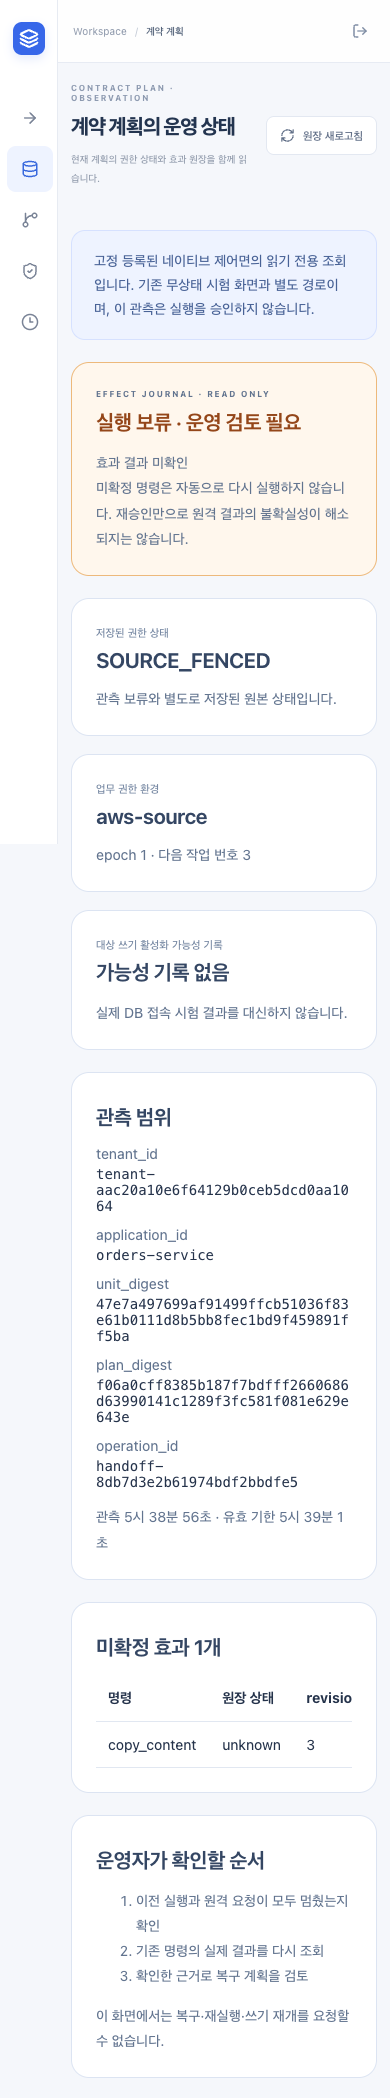 Workspace / 계약 계획
CONTRACT PLAN ·
OBSERVATION
계약 계획의 운영 상태
현재 계획의 권한 상태와 효과 원장을 함께 읽
습니다.
원장 새로고침
고정 등록된 네이티브 제어면의 읽기 전용 조회
입니다. 기존 무상태 시험 화면과 별도 경로이
며, 이 관측은 실행을 승인하지 않습니다.
EFFECT JOURNAL · READ ONLY
실행 보류 · 운영 검토 필요
효과 결과 미확인
미확정 명령은 자동으로 다시 실행하지 않습니
다. 재승인만으로 원격 결과의 불확실성이 해소
되지는 않습니다.
저장된 권한 상태
SOURCE_FENCED
관측 보류와 별도로 저장된 원본 상태입니다.
업무 권한 환경
aws-source
epoch 1 · 다음 작업 번호 3
대상 쓰기 활성화 가능성 기록
가능성 기록 없음
실제 DB 접속 시험 결과를 대신하지 않습니다.
관측 범위
tenant_id
tenant-
aac20a10e6f64129b0ceb5dcd0aa10
64
application_id
orders-service
unit_digest
47e7a497699af91499ffcb51036f83
e61b0111d8b5bb8fec1bd9f459891f
f5ba
plan_digest
f06a0cff8385b187f7bdfff2660686
d63990141c1289f3fc581f081e629e
643e
operation_id
handoff-
8db7d3e2b61974bdf2bbdfe5
관측 5시 38분 56초 · 유효 기한 5시 39분 1
초
미확정 효과 1개
명령 원장 상태 revisio
copy_content unknown 3
운영자가 확인할 순서
1. 이전 실행과 원격 요청이 모두 멈췄는지
확인
2. 기존 명령의 실제 결과를 다시 조회
3. 확인한 근거로 복구 계획을 검토
이 화면에서는 복구·재실행·쓰기 재개를 요청할
수 없습니다.